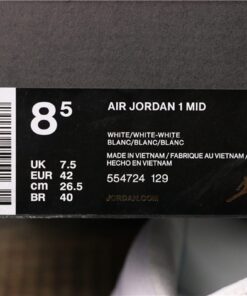 8⁵
UK 7.5
EUR 42
cm 26.5
BR 40
AIR JORDAN 1 MID
WHITE/WHITE-WHITE
BLANC/BLANC/BLANC
MADE IN VIETNAM / FABRIQUÉ AU VIETNAM /
HECHO EN VIETNAM
554724 129
JORDAN.COM